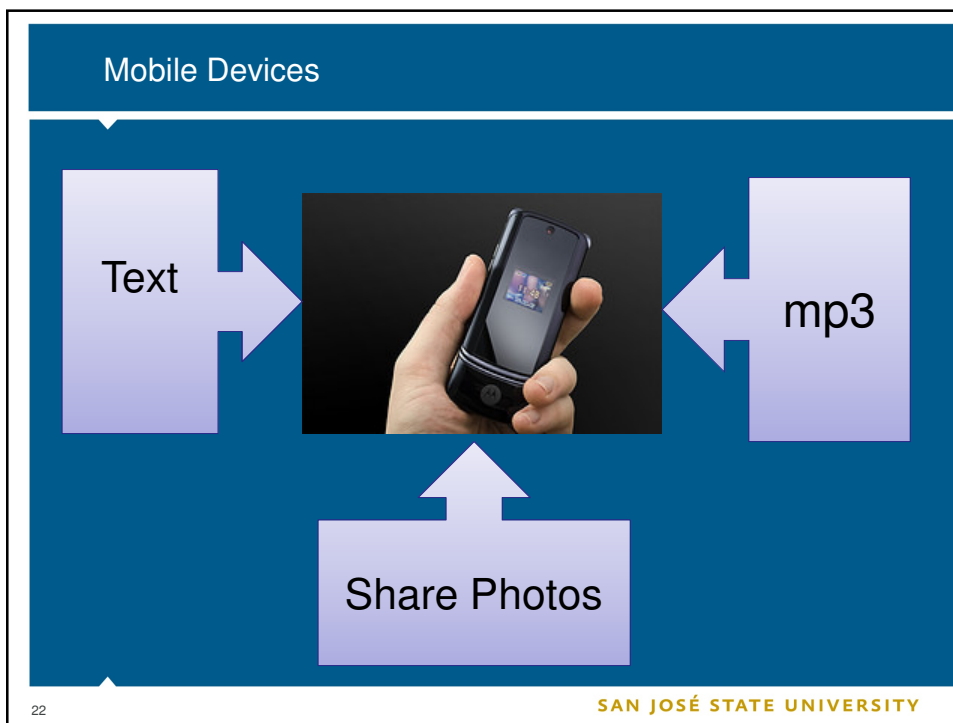 Mobile Devices
Text
mp3
Share Photos
22
SAN JOSÉ STATE UNIVERSITY